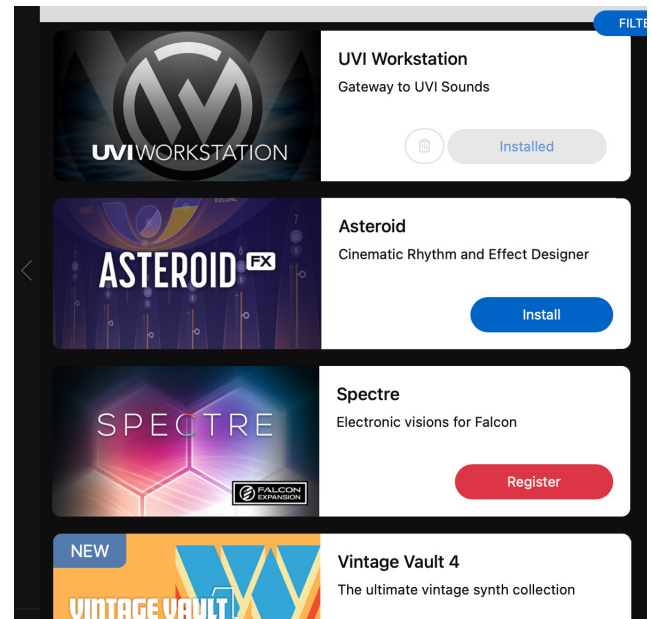 FILTE
UVIWORKSTATION
UVI Workstation
Gateway to UVI Sounds
Installed
VOLUME
ASTEROID FX
Asteroid
Cinematic Rhythm and Effect Designer
Install
SPECTRE
FALCON
EXPANSION
Spectre
Electronic visions for Falcon
Register
NEW
VINTAGE VAULT 4
Vintage Vault 4
The ultimate vintage synth collection